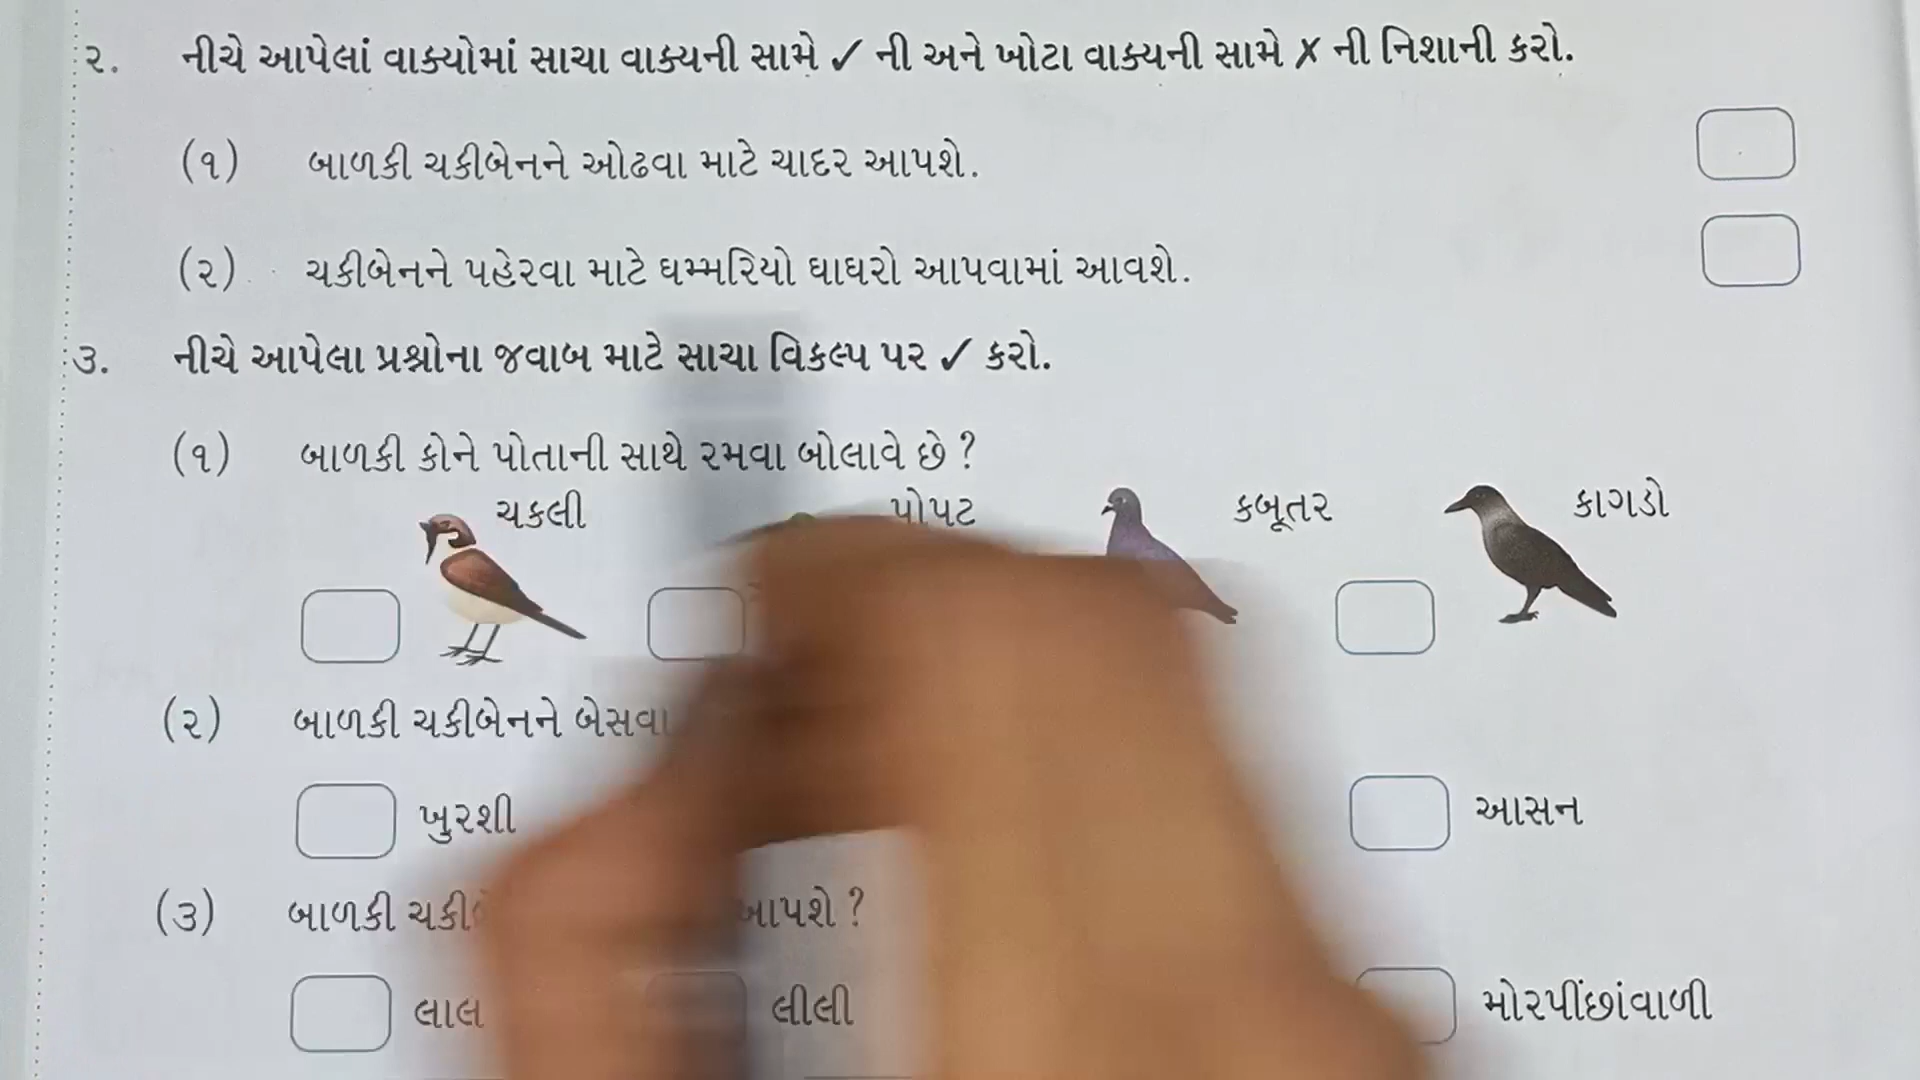 ૨. નીચે આપેલાં વાક્યોમાં સાચા વાક્યની સામે ✓ ની અને ખોટા વાક્યની સામે ✗ ની નિશાની કરો.
(૧) બાળકી ચકીબેનને ઓઢવા માટે ચાદર આપશે.
(૨) ચકીબેનને પહેરવા માટે ઘમ્મરિયો ઘાઘરો આપવામાં આવશે.
૩. નીચે આપેલા પ્રશ્નોના જવાબ માટે સાચા વિકલ્પ પર ✓ કરો.
(૧) બાળકી કોને પોતાની સાથે રમવા બોલાવે છે ?
ચકલી પોપટ કબૂતર કાગડો
(૨) બાળકી ચકીબેનને બેસવા
ખુરશી આસન
(૩) બાળકી આપશે ?
લાલ લીલી મોરપીંછાંવાળી